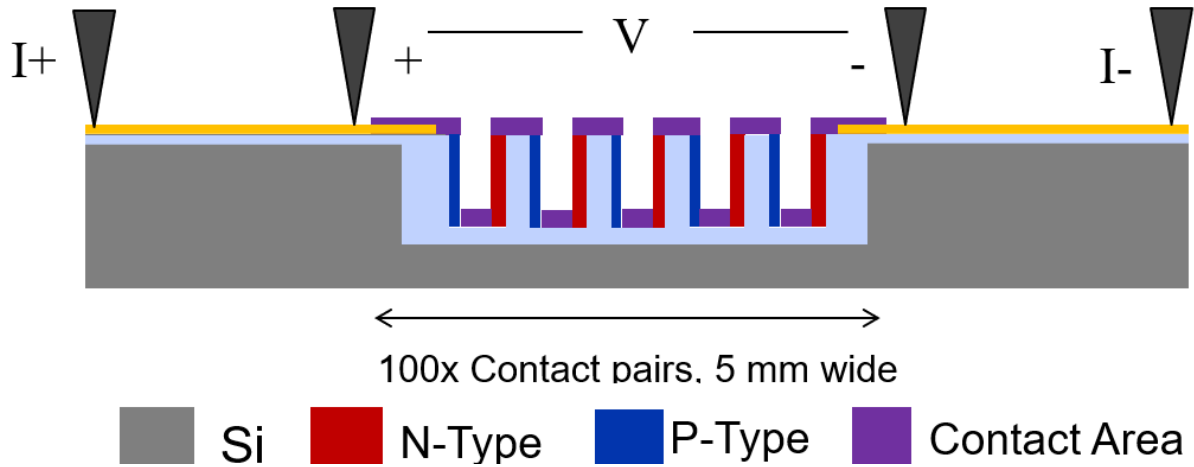 I+
+
V
-
I-
100x Contact pairs, 5 mm wide
Si
N-Type
P-Type
Contact Area